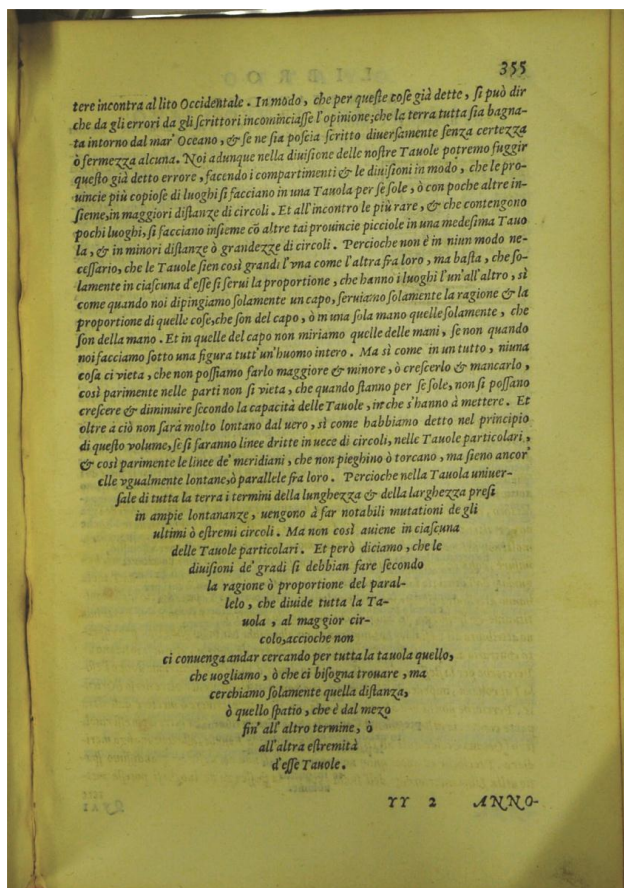 355
tere incontra al lito Occidentale. In modo, che per queſte coſe già dette, ſi può dir
che da gli errori da gli ſcrittori incominciaſſe l'opinione; che la terra tutta ſia bagna-
ta intorno dal mar' Oceano, & ſe ne ſia poſcia ſcritto diuerſamente ſenza certezza
ò fermezza alcuna. Noi adunque nella diuiſione delle noſtre Tauole potremo fuggir
queſto già detto errore, facendo i compartimenti & le diuiſioni in modo, che le pro-
uincie più copioſe di luoghi ſi facciano in una Tauola per ſe ſole, ò con poche altre in-
ſieme, in maggiori diſtanze di circoli. Et all'incontro le più rare, & che contengono
pochi luoghi, ſi facciano inſieme cõ altre tai prouincie picciole in una medeſima Tauo
la, & in minori diſtanze ò grandezze di circoli. Percioche non è in niun modo ne-
ceſſario, che le Tauole ſien così grandi l'vna come l'altra fra loro, ma baſta, che ſo-
lamente in ciaſcuna d'eſſe ſi ſerui la proportione, che hanno i luoghi l'un'all'altro, sì
come quando noi dipingiamo ſolamente un capo, ſeruiamo ſolamente la ragione & la
proportione di quelle coſe, che ſon del capo, ò in una ſola mano quelle ſolamente, che
ſon della mano. Et in quelle del capo non miriamo quelle delle mani, ſe non quando
noi facciamo ſotto una figura tutt'un'huomo intero. Ma ſì come in un tutto, niuna
coſa ci vieta, che non poſſiamo farlo maggiore & minore, ò creſcerlo & mancarlo,
così parimente nelle parti non ſi vieta, che quando ſtanno per ſe ſole, non ſi poſſano
creſcere & diminuire ſecondo la capacità delle Tauole, in che s'hanno à mettere. Et
oltre a ciò non ſarà molto lontano dal uero, sì come habbiamo detto nel principio
di queſto volume, ſe ſi faranno linee dritte in uece di circoli, nelle Tauole particolari,
& così parimente le linee de' meridiani, che non pieghino ò torcano, ma ſieno ancor'
elle vgualmente lontane, ò parallele fra loro. Percioche nella Tauola uniuer-
ſale di tutta la terra i termini della lunghezza & della larghezza preſi
in ampie lontananze, uengono à far notabili mutationi de gli
ultimi ò eſtremi circoli. Ma non così auiene in ciaſcuna
delle Tauole particolari. Et però diciamo, che le
diuiſioni de' gradi ſi debbian fare ſecondo
la ragione ò proportione del paral-
lelo, che diuide tutta la Ta-
uola, al maggior cir-
colo, accioche non
ci conuenga andar cercando per tutta la tauola quello,
che uogliamo, ò che ci biſogna trouare, ma
cerchiamo ſolamente quella diſtanza,
ò quello ſpatio, che è dal mezo
fin' all'altro termine, ò
all'altra eſtremità
d'eſſe Tauole.
YY 2 ANNO-